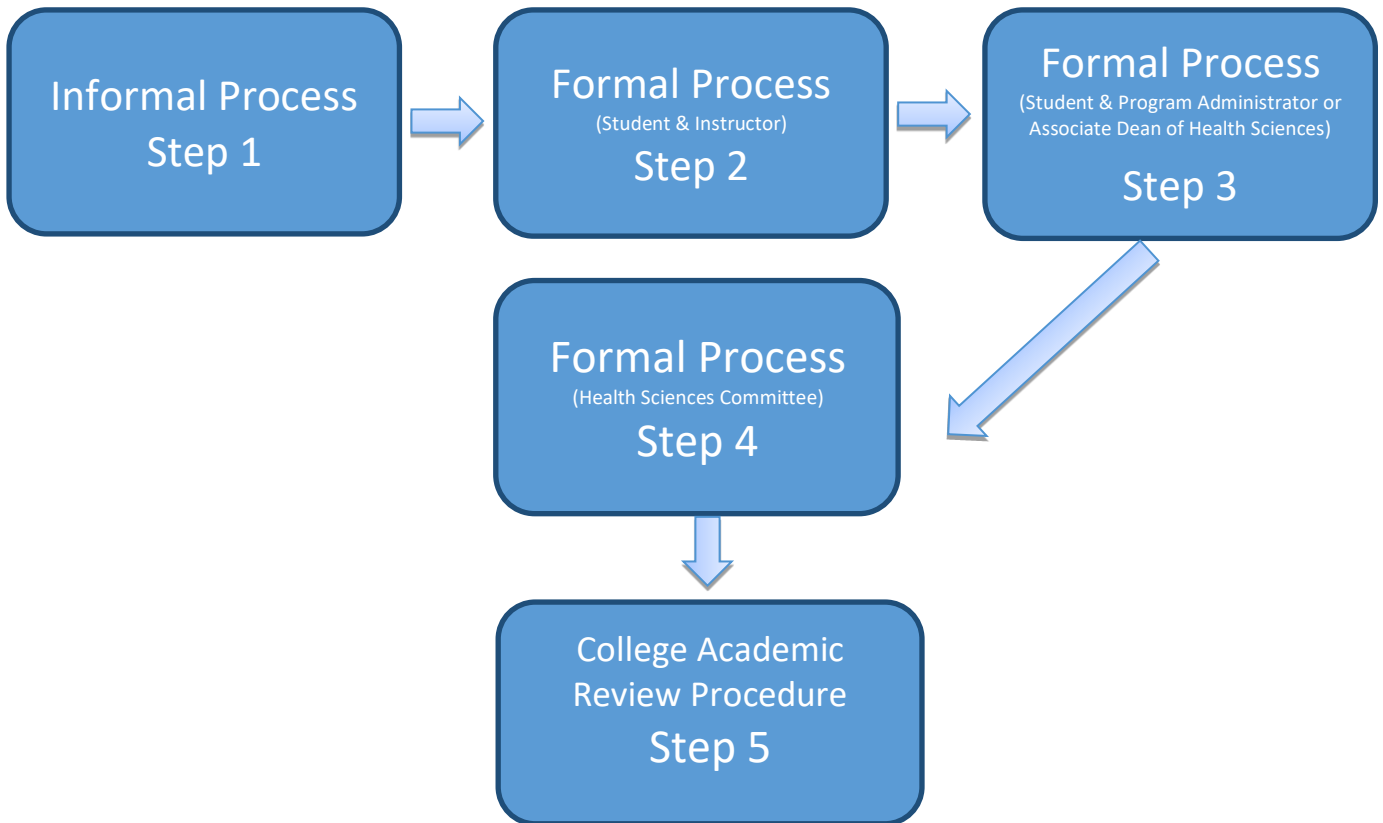 Informal Process
Step 1
Formal Process
(Student & Instructor)
Step 2
Formal Process
(Student & Program Administrator or
Associate Dean of Health Sciences)
Step 3
Formal Process
(Health Sciences Committee)
Step 4
College Academic
Review Procedure
Step 5